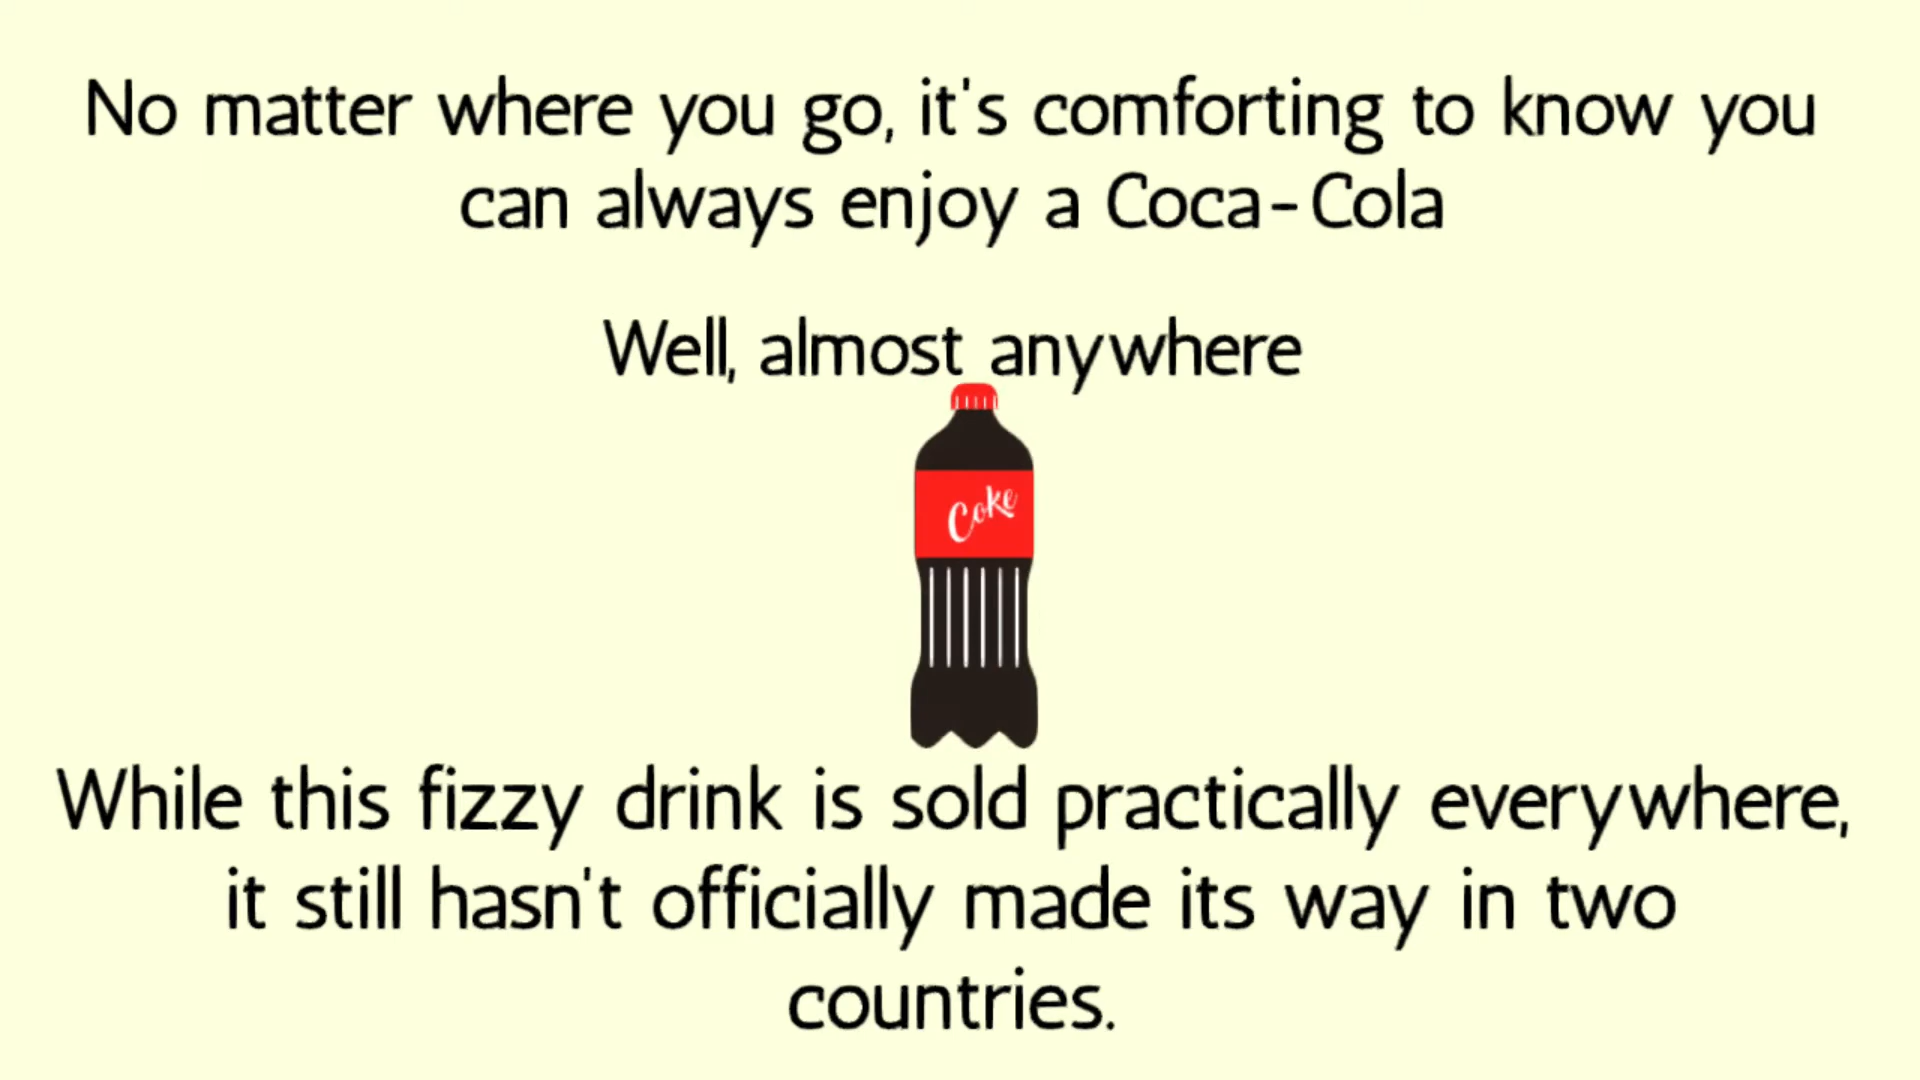 No matter where you go, it's comforting to know you
can always enjoy a Coca-Cola
Well, almost anywhere
Coke
While this fizzy drink is sold practically everywhere,
it still hasn't officially made its way in two
countries.